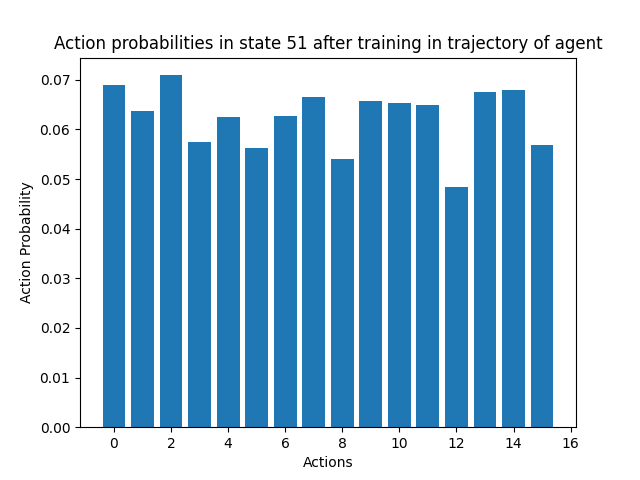 Action probabilities in state 51 after training in trajectory of agent
0.07
0.06
0.05
0.04
0.03
0.02
0.01
0.00
Action Probability
0 2 4 6 8 10 12 14 16
Actions